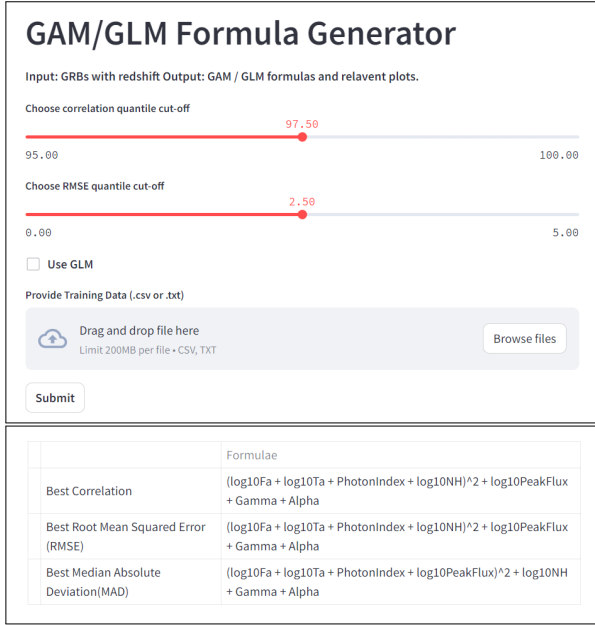 GAM/GLM Formula Generator
Input: GRBs with redshift Output: GAM / GLM formulas and relavent plots.
Choose correlation quantile cut-off
97.50
95.00 100.00
Choose RMSE quantile cut-off
2.50
0.00 5.00
Use GLM
Provide Training Data (.csv or .txt)
Drag and drop file here
Limit 200MB per file • CSV, TXT
Browse files
Submit
Formulae
Best Correlation
(log10Fa + log10Ta + PhotonIndex + log10NH)^2 + log10PeakFlux
+ Gamma + Alpha
Best Root Mean Squared Error
(RMSE)
(log10Fa + log10Ta + PhotonIndex + log10NH)^2 + log10PeakFlux
+ Gamma + Alpha
Best Median Absolute
Deviation(MAD)
(log10Fa + log10Ta + PhotonIndex + log10PeakFlux)^2 + log10NH
+ Gamma + Alpha